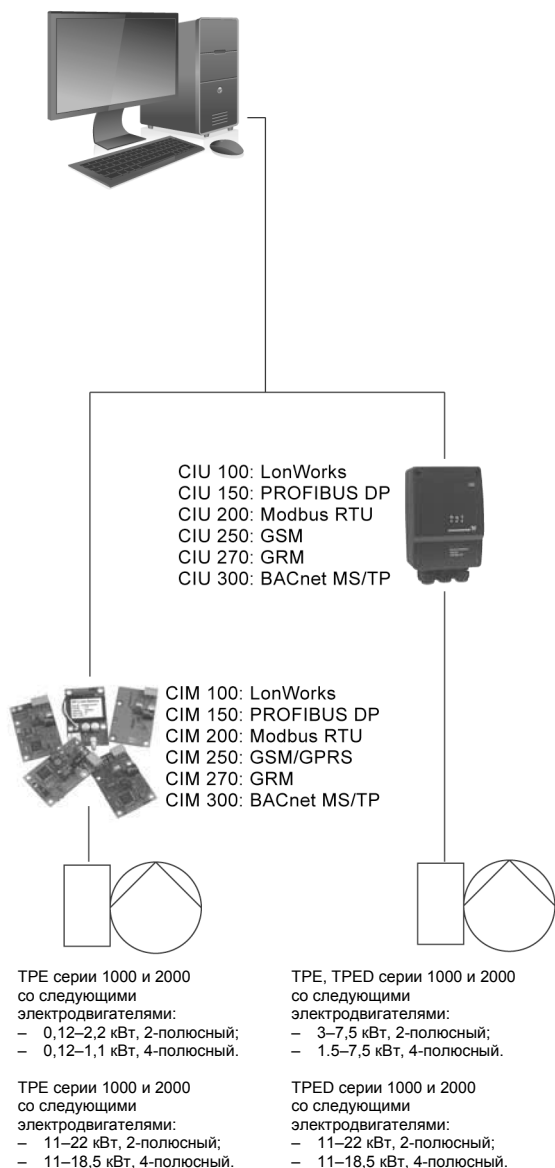 CIU 100: LonWorks
CIU 150: PROFIBUS DP
CIU 200: Modbus RTU
CIU 250: GSM
CIU 270: GRM
CIU 300: BACnet MS/TP
CIM 100: LonWorks
CIM 150: PROFIBUS DP
CIM 200: Modbus RTU
CIM 250: GSM/GPRS
CIM 270: GRM
CIM 300: BACnet MS/TP
TPE серии 1000 и 2000
со следующими
электродвигателями:
– 0,12–2,2 кВт, 2-полюсный;
– 0,12–1,1 кВт, 4-полюсный.
TPE серии 1000 и 2000
со следующими
электродвигателями:
– 11–22 кВт, 2-полюсный;
– 11–18,5 кВт, 4-полюсный.
TPE, TPED серии 1000 и 2000
со следующими
электродвигателями:
– 3–7,5 кВт, 2-полюсный;
– 1.5–7,5 кВт, 4-полюсный.
TPED серии 1000 и 2000
со следующими
электродвигателями:
– 11–22 кВт, 2-полюсный;
– 11–18,5 кВт, 4-полюсный.